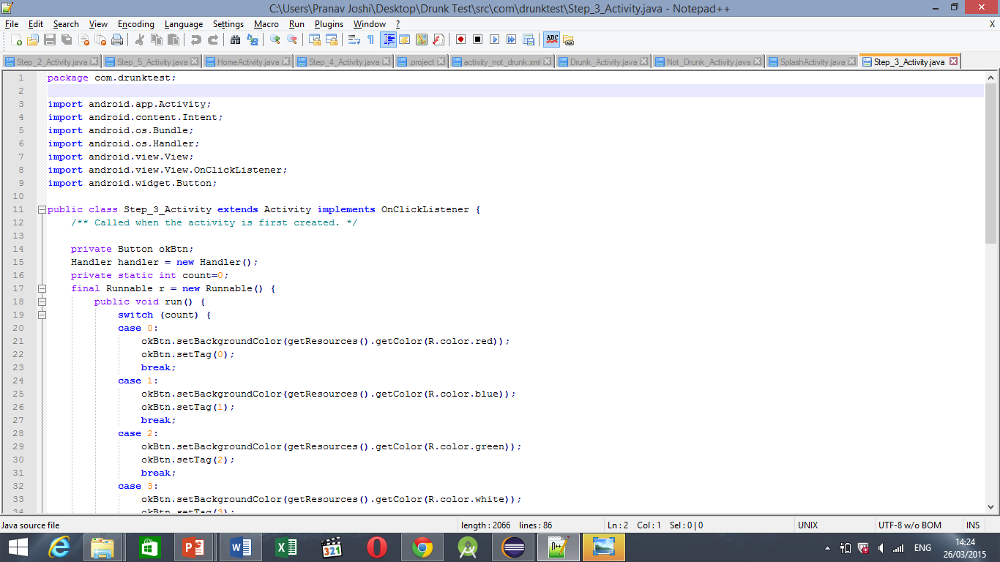 C:\Users\Pranav Joshi\Desktop\Drunk Test\src\com\drunktest\Step_3_Activity.java - Notepad++
File Edit Search View Encoding Language Settings Macro Run Plugins Window ? X
ABC
Step_2_Activity.java Step_5_Activity.java HomeActivity.java Step_4_Activity.java .project activity_not_drunk.xml Drunk_Activity.java Not_Drunk_Activity.java SplashActivity.java Step_3_Activity.java
1 package com.drunktest;
2
3 import android.app.Activity;
4 import android.content.Intent;
5 import android.os.Bundle;
6 import android.os.Handler;
7 import android.view.View;
8 import android.view.View.OnClickListener;
9 import android.widget.Button;
10
11 public class Step_3_Activity extends Activity implements OnClickListener {
12 /** Called when the activity is first created. */
13
14 private Button okBtn;
15 Handler handler = new Handler();
16 private static int count=0;
17 final Runnable r = new Runnable() {
18 public void run() {
19 switch (count) {
20 case 0:
21 okBtn.setBackgroundColor(getResources().getColor(R.color.red));
22 okBtn.setTag(0);
23 break;
24 case 1:
25 okBtn.setBackgroundColor(getResources().getColor(R.color.blue));
26 okBtn.setTag(1);
27 break;
28 case 2:
29 okBtn.setBackgroundColor(getResources().getColor(R.color.green));
30 okBtn.setTag(2);
31 break;
32 case 3:
33 okBtn.setBackgroundColor(getResources().getColor(R.color.white));
34 okBtn.setTag(3);
Java source file length : 2066 lines : 86 Ln : 2 Col : 1 Sel : 0 | 0 UNIX UTF-8 w/o BOM INS
321
n++
ENG
14:24
26/03/2015